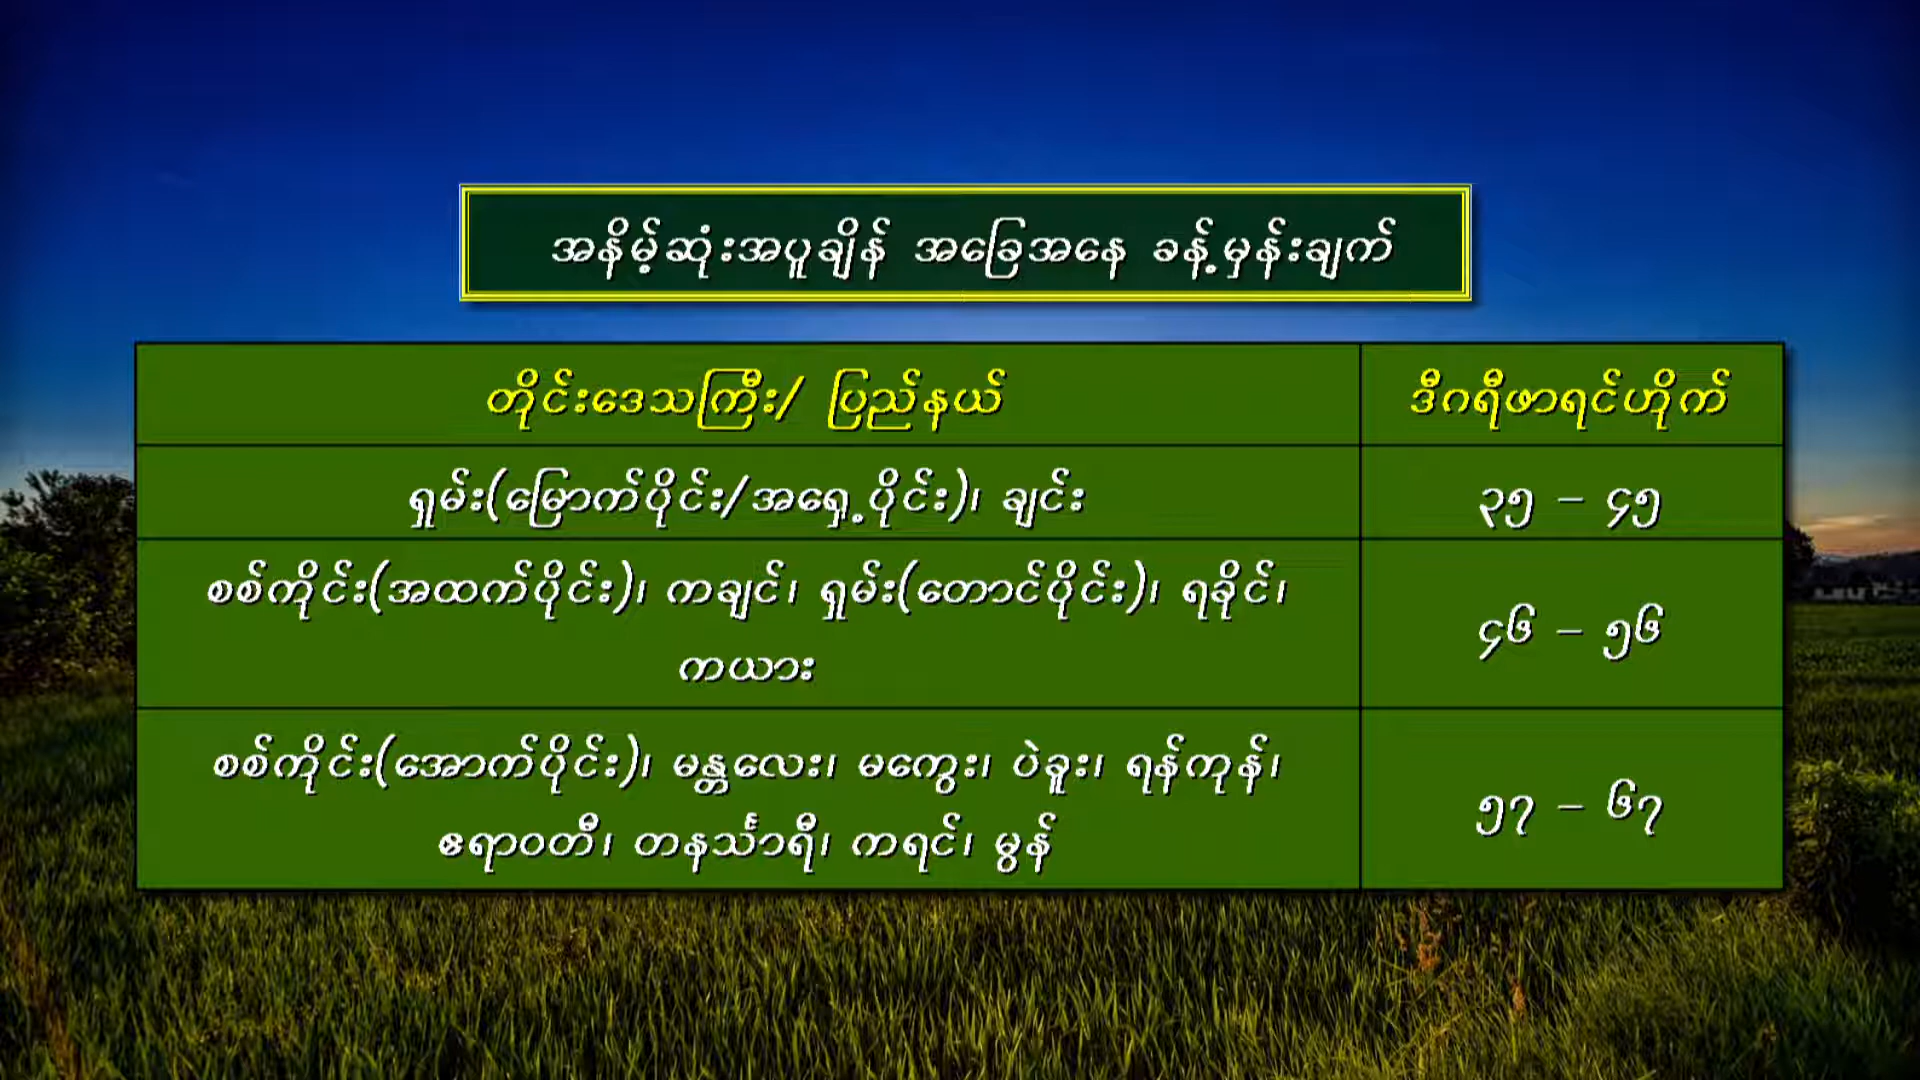 အနိမ့်ဆုံးအပူချိန် အခြေအနေ ခန့်မှန်းချက်
တိုင်းဒေသကြီး/ ပြည်နယ် ဒီဂရီဖာရင်ဟိုက်
ရှမ်း(မြောက်ပိုင်း/အရှေ့ပိုင်း)၊ ချင်း ၃၅ – ၄၅
စစ်ကိုင်း(အထက်ပိုင်း)၊ ကချင်၊ ရှမ်း(တောင်ပိုင်း)၊ ရခိုင်၊
ကယား
၄၆ – ၅၆
စစ်ကိုင်း(အောက်ပိုင်း)၊ မန္တလေး၊ မကွေး၊ ပဲခူး၊ ရန်ကုန်၊
ဧရာဝတီ၊ တနင်္သာရီ၊ ကရင်၊ မွန်
၅၇ – ၆၇